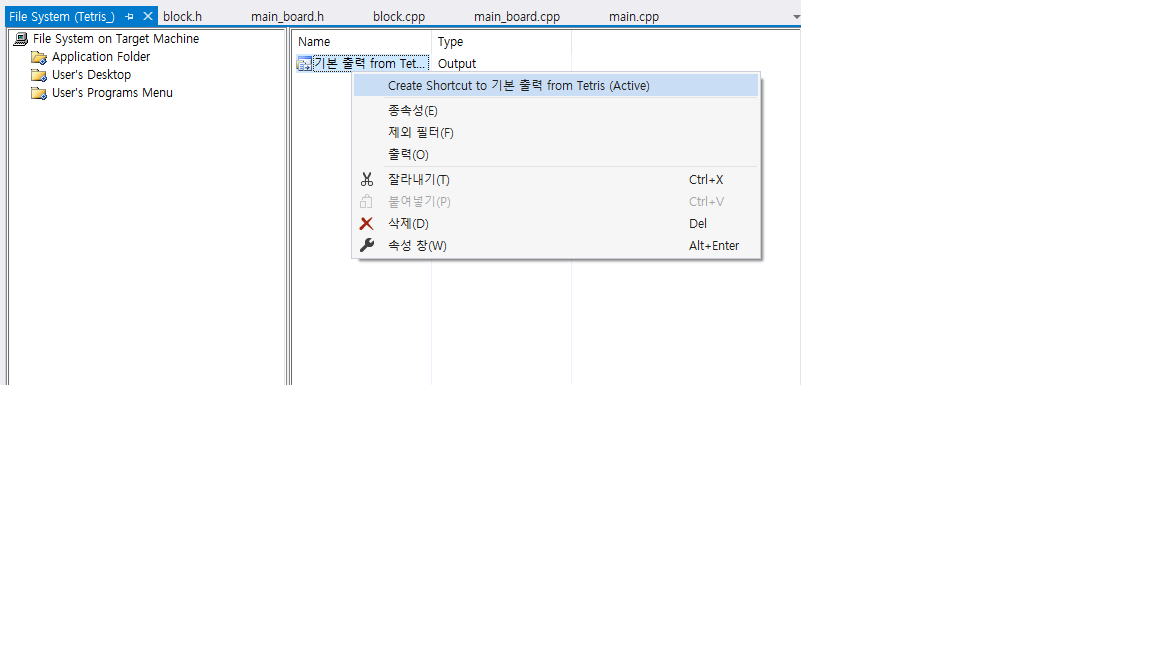 File System (Tetris_) block.h main_board.h block.cpp main_board.cpp main.cpp
File System on Target Machine
Application Folder
User's Desktop
User's Programs Menu
Name Type
기본 출력 from Tet... Output
Create Shortcut to 기본 출력 from Tetris (Active)
종속성(E)
제외 필터(F)
출력(O)
잘라내기(T) Ctrl+X
붙여넣기(P) Ctrl+V
삭제(D) Del
속성 창(W) Alt+Enter